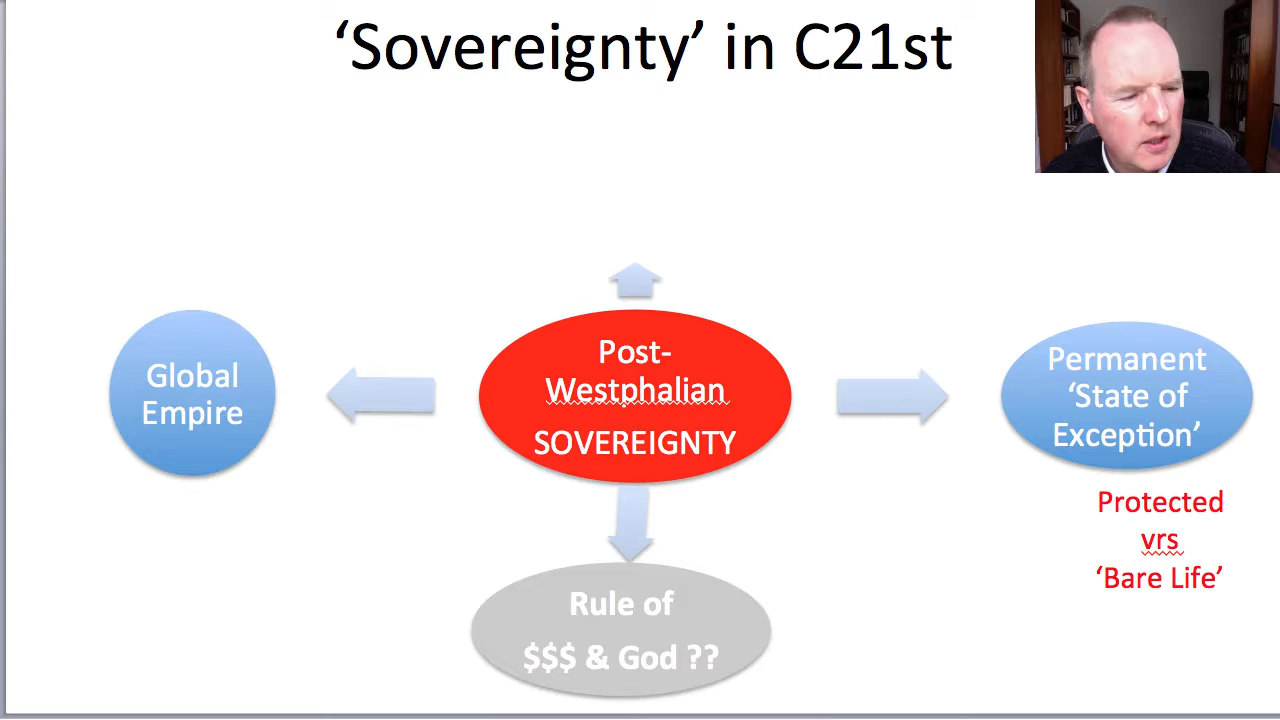 ‘Sovereignty’ in C21st
Global
Empire
Post-
Westphalian
SOVEREIGNTY
Permanent
‘State of
Exception’
Protected
vrs
‘Bare Life’
Rule of
$$$ & God ??